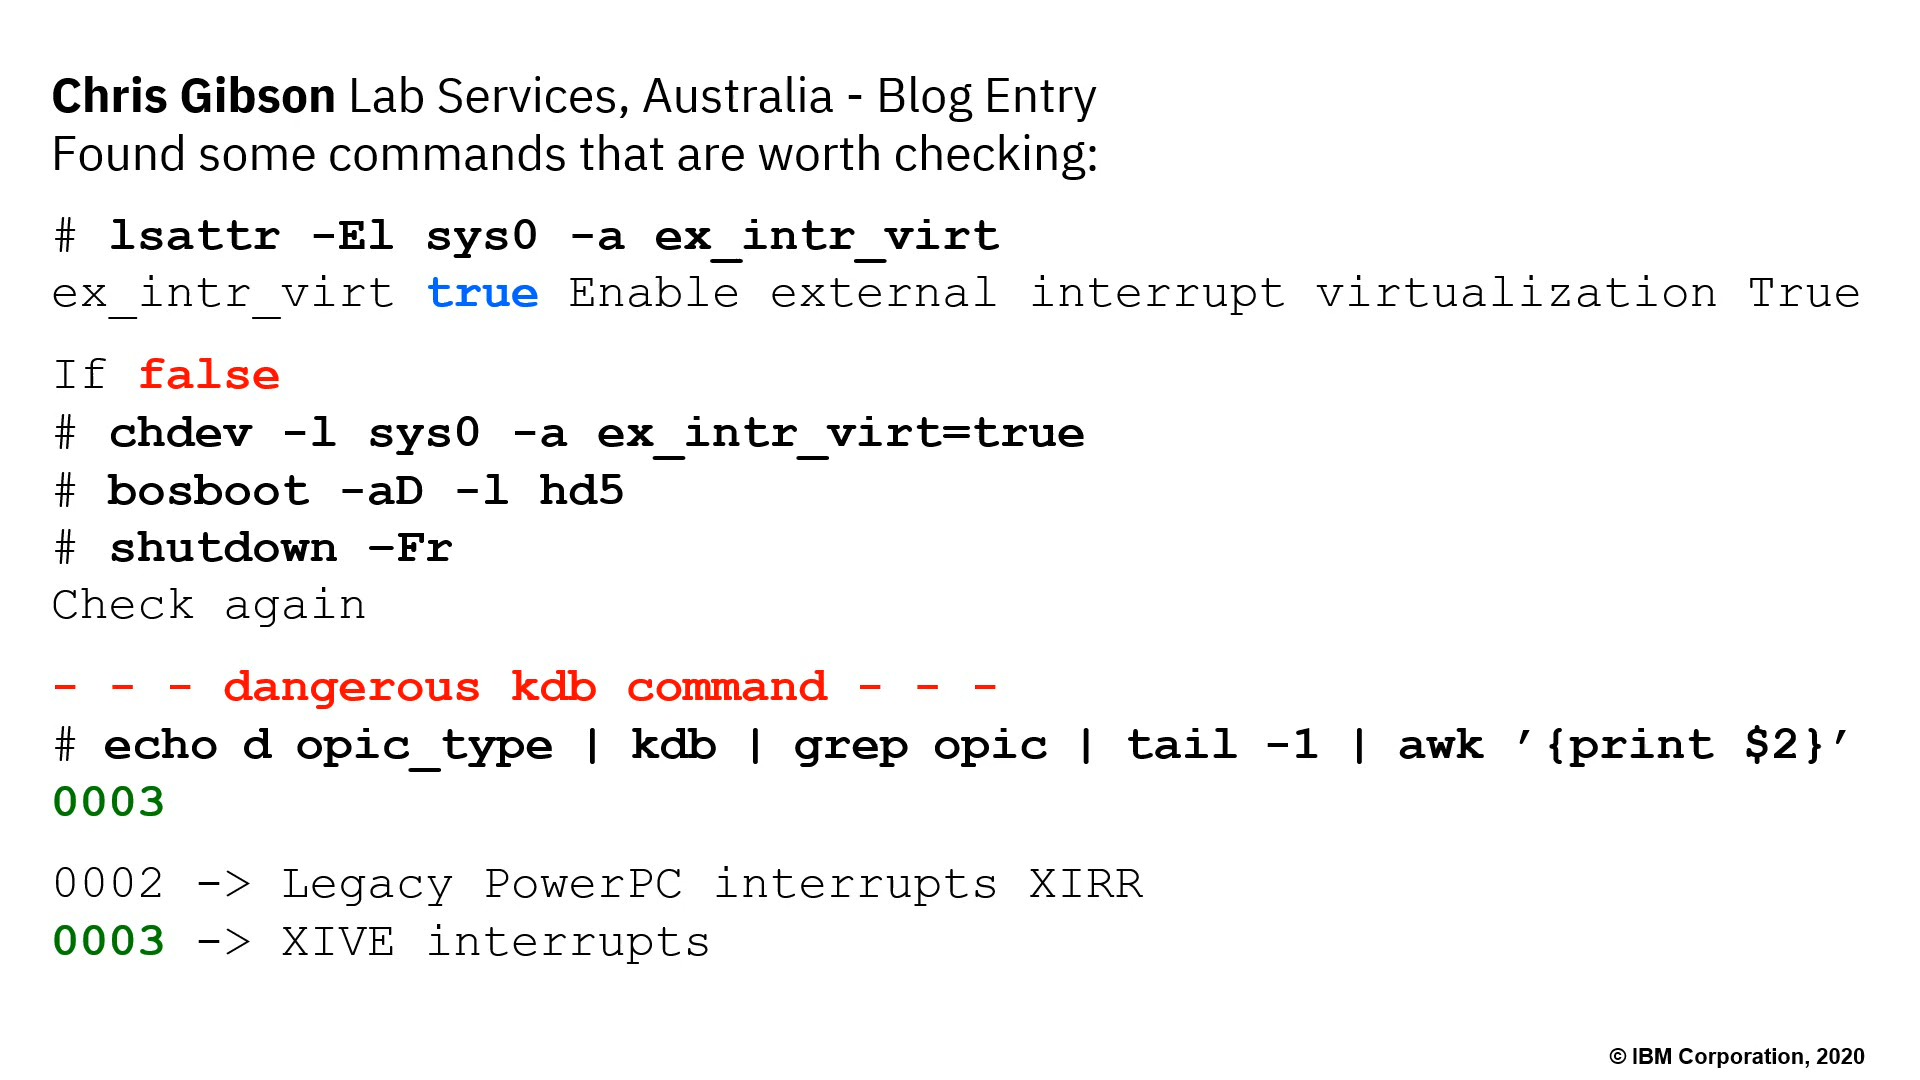 Chris Gibson Lab Services, Australia - Blog Entry
Found some commands that are worth checking:
# lsattr -El sys0 -a ex_intr_virt
ex_intr_virt true Enable external interrupt virtualization True
If false
# chdev -l sys0 -a ex_intr_virt=true
# bosboot -aD -l hd5
# shutdown –Fr
Check again
- - - dangerous kdb command - - -
# echo d opic_type | kdb | grep opic | tail -1 | awk ’{print $2}’
0003
0002 -> Legacy PowerPC interrupts XIRR
0003 -> XIVE interrupts
© IBM Corporation, 2020